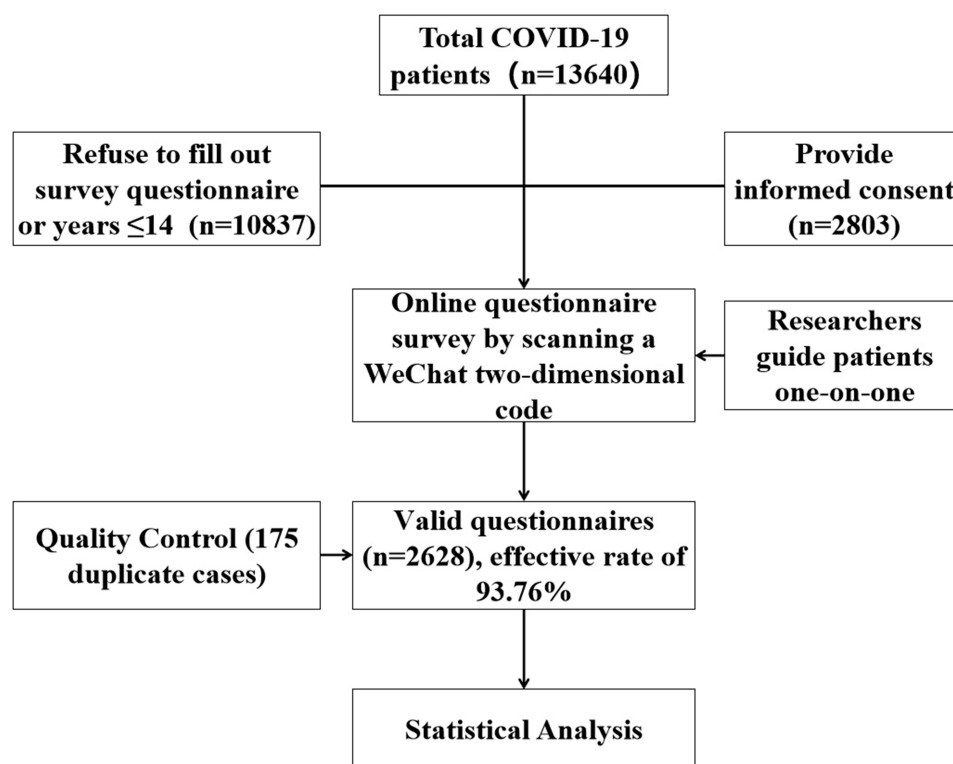 Total COVID-19
patients (n=13640)
Refuse to fill out
survey questionnaire
or years ≤14 (n=10837)
Provide
informed consent
(n=2803)
Online questionnaire
survey by scanning a
WeChat two-dimensional
code
Researchers
guide patients
one-on-one
Quality Control (175
duplicate cases)
Valid questionnaires
(n=2628), effective rate of
93.76%
Statistical Analysis